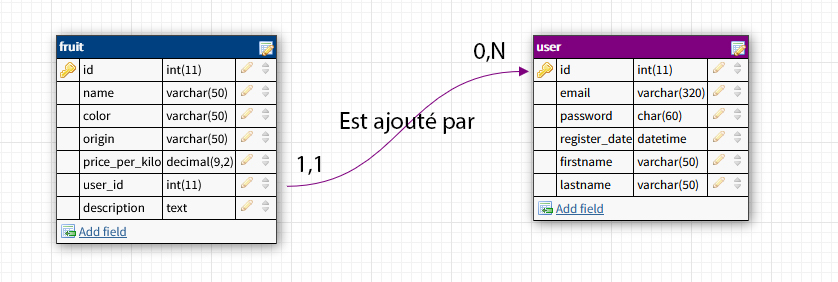 fruit
id int(11)
name varchar(50)
color varchar(50)
origin varchar(50)
price_per_kilo decimal(9,2)
user_id int(11)
description text
Add field
1,1
Est ajouté par
0,N
user
id int(11)
email varchar(320)
password char(60)
register_date datetime
firstname varchar(50)
lastname varchar(50)
Add field